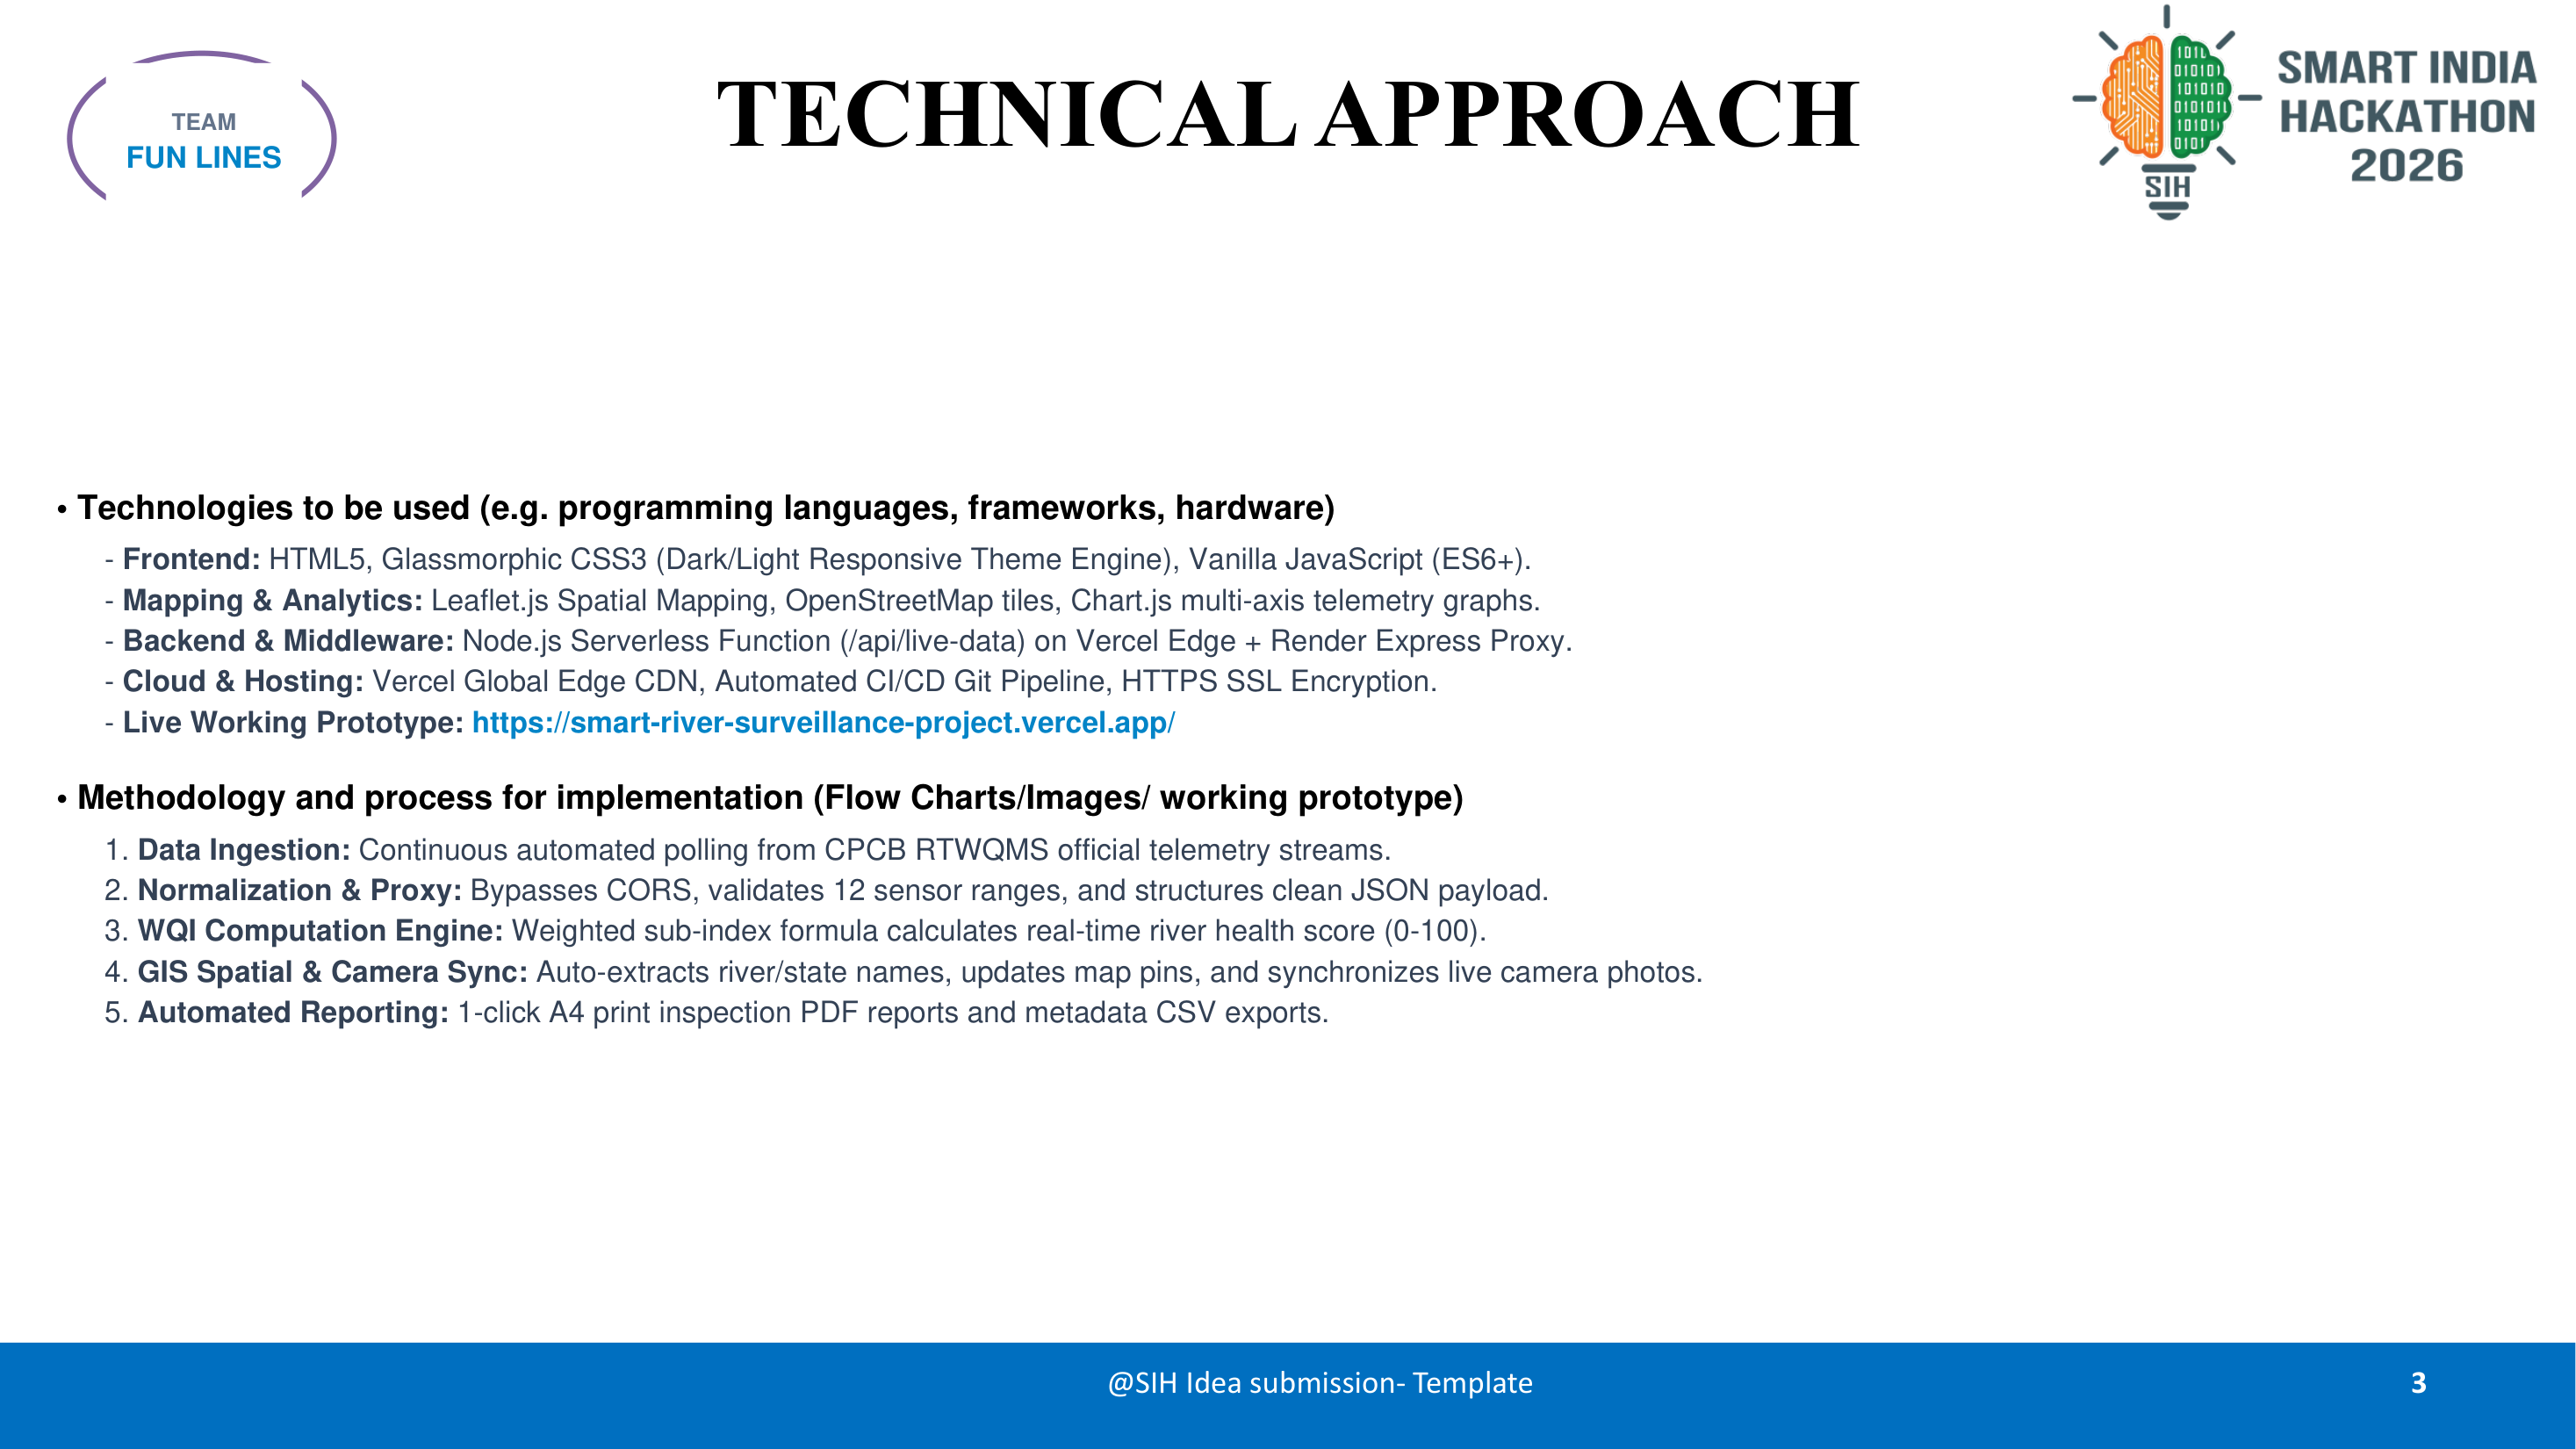 TEAM
FUN LINES
TECHNICAL APPROACH
SMART INDIA
HACKATHON
2026
SIH
• Technologies to be used (e.g. programming languages, frameworks, hardware)
- Frontend: HTML5, Glassmorphic CSS3 (Dark/Light Responsive Theme Engine), Vanilla JavaScript (ES6+).
- Mapping & Analytics: Leaflet.js Spatial Mapping, OpenStreetMap tiles, Chart.js multi-axis telemetry graphs.
- Backend & Middleware: Node.js Serverless Function (/api/live-data) on Vercel Edge + Render Express Proxy.
- Cloud & Hosting: Vercel Global Edge CDN, Automated CI/CD Git Pipeline, HTTPS SSL Encryption.
- Live Working Prototype: https://smart-river-surveillance-project.vercel.app/
• Methodology and process for implementation (Flow Charts/Images/ working prototype)
1. Data Ingestion: Continuous automated polling from CPCB RTWQMS official telemetry streams.
2. Normalization & Proxy: Bypasses CORS, validates 12 sensor ranges, and structures clean JSON payload.
3. WQI Computation Engine: Weighted sub-index formula calculates real-time river health score (0-100).
4. GIS Spatial & Camera Sync: Auto-extracts river/state names, updates map pins, and synchronizes live camera photos.
5. Automated Reporting: 1-click A4 print inspection PDF reports and metadata CSV exports.
@SIH Idea submission- Template
3